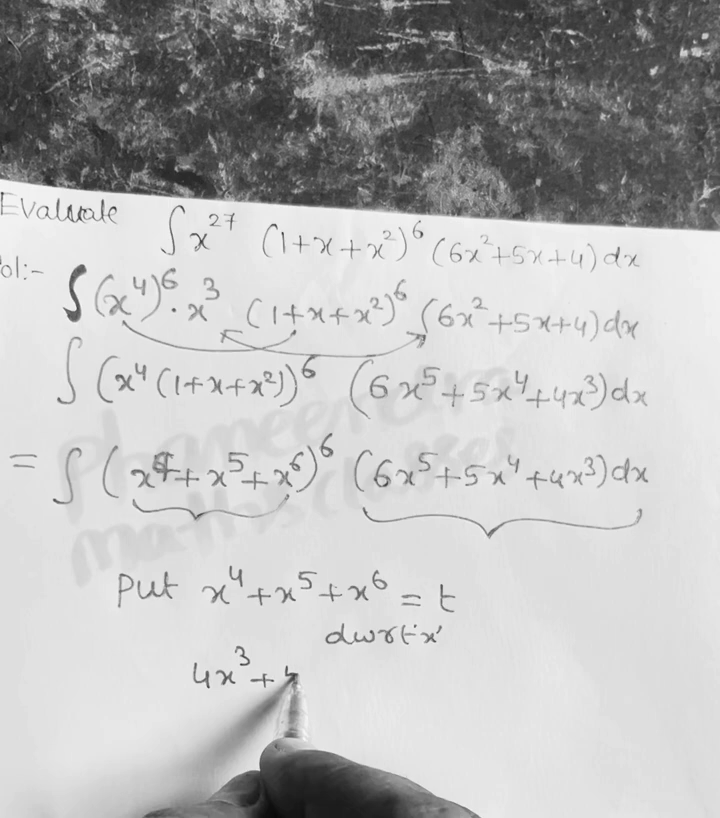 Evaluate ∫x²⁷ (1+x+x²)⁶ (6x²+5x+4)dx
ol:- ∫(x⁴)⁶·x³ (1+x+x²)⁶ (6x²+5x+4)dx
∫(x⁴(1+x+x²))⁶ (6x⁵+5x⁴+4x³)dx
= ∫(x⁴+x⁵+x⁶)⁶ (6x⁵+5x⁴+4x³)dx
Put x⁴+x⁵+x⁶ = t
dwrt 'x'
4x³+